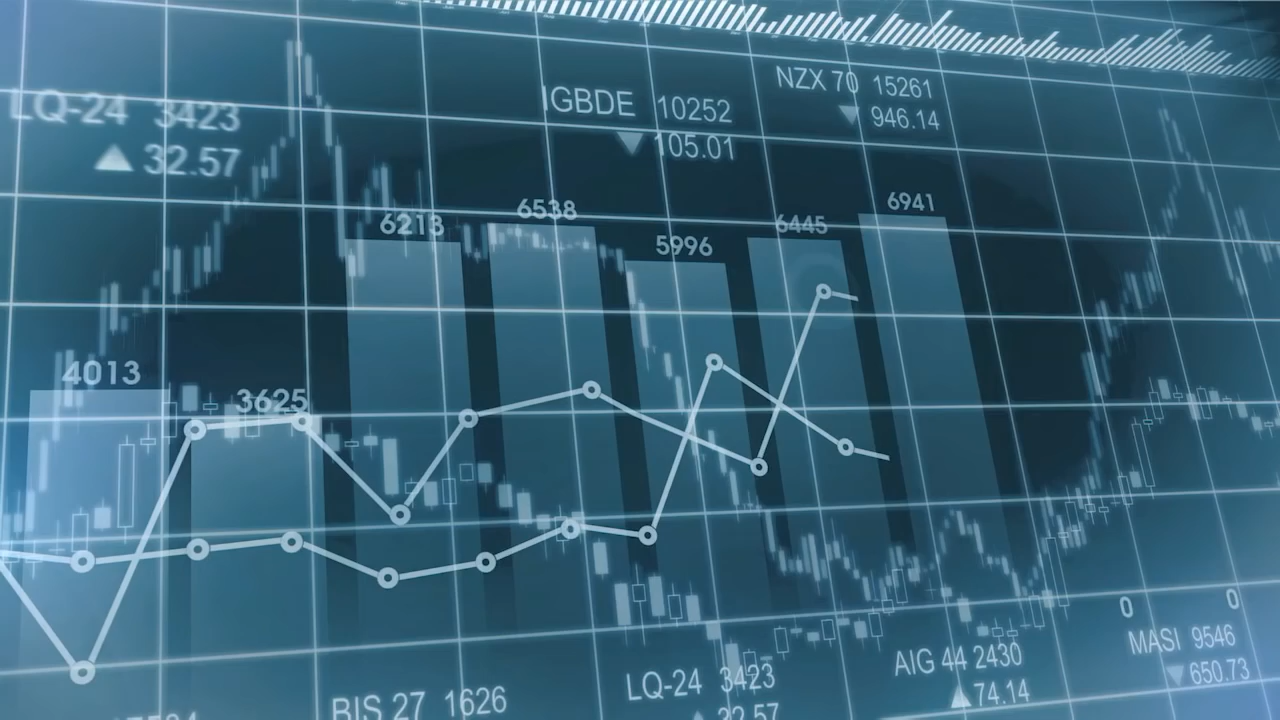 LQ-24 3423
32.57
IGBDE 10252
105.01
NZX 70 15261
946.14
6213
6538
5996
6445
6941
4013
3625
0
0
MASI 9546
650.73
AIG 44 2430
74.14
LQ-24 3423
32.57
BIS 27 1626